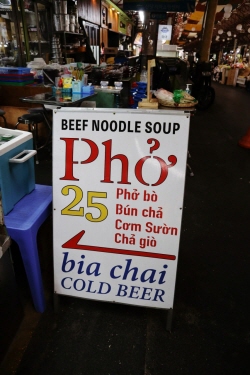 BEEF NOODLE SOUP
Phở
25
Phở bò
Bún chả
Cơm Sườn
Chả giò
bia chai
COLD BEER